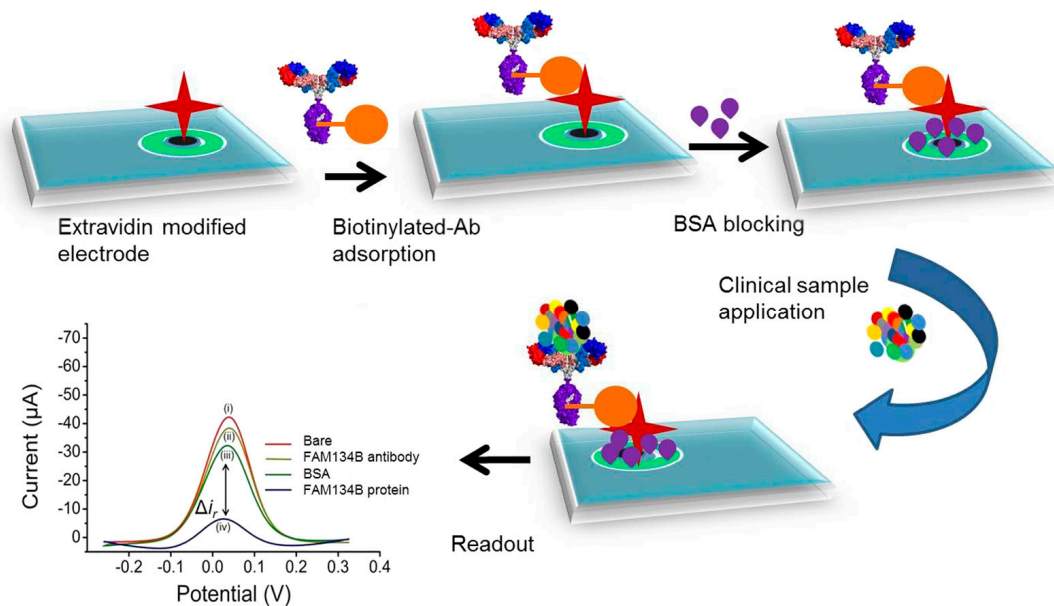 Extravidin modified
electrode
Biotinylated-Ab
adsorption
BSA blocking
Clinical sample
application
Readout
Current (µA)
-70
-60
-50
-40
-30
-20
-10
0
(i)
(ii)
(iii)
(iv)
Δiᵣ
Bare
FAM134B antibody
BSA
FAM134B protein
-0.2 -0.1 0.0 0.1 0.2 0.3 0.4
Potential (V)